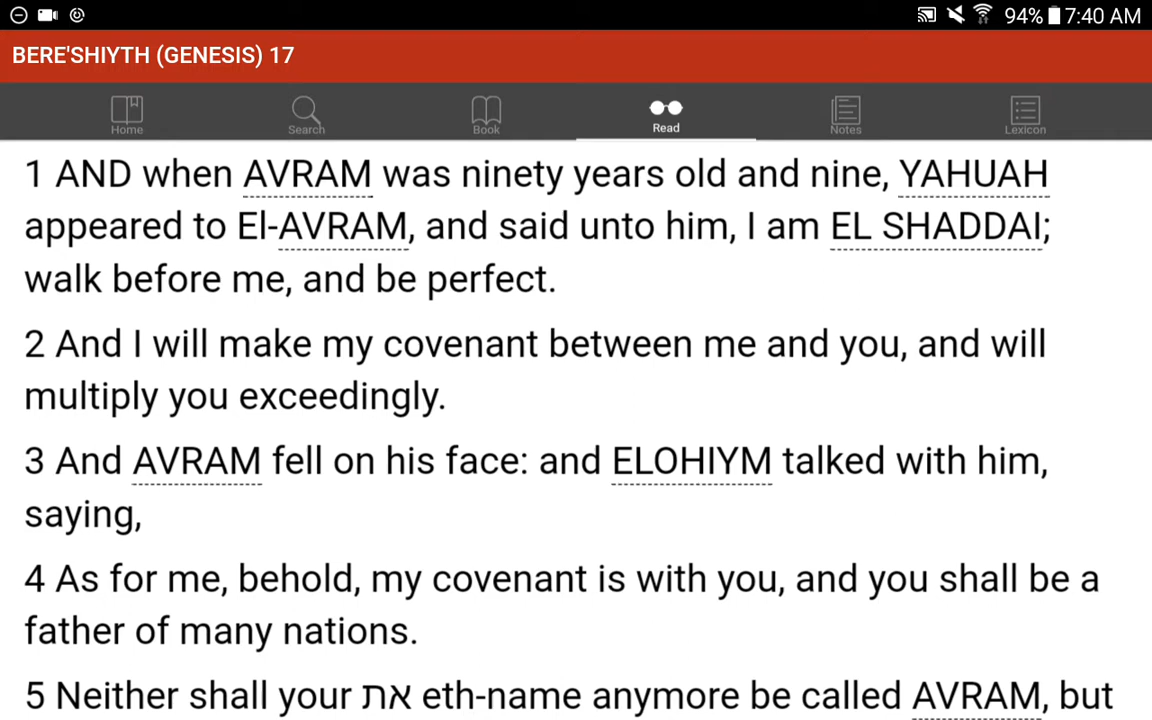 94% 7:40 AM
BERE'SHIYTH (GENESIS) 17
Home Search Book Read Notes Lexicon
1 AND when AVRAM was ninety years old and nine, YAHUAH
appeared to El-AVRAM, and said unto him, I am EL SHADDAI;
walk before me, and be perfect.
2 And I will make my covenant between me and you, and will
multiply you exceedingly.
3 And AVRAM fell on his face: and ELOHIYM talked with him,
saying,
4 As for me, behold, my covenant is with you, and you shall be a
father of many nations.
5 Neither shall your את eth-name anymore be called AVRAM, but